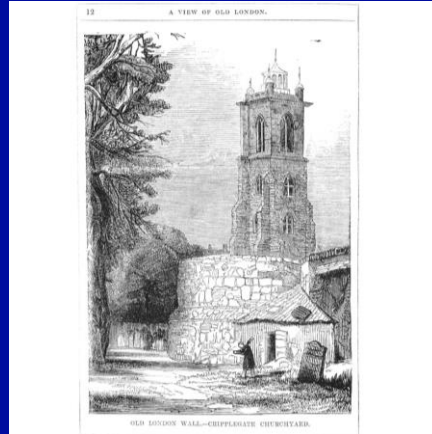 12 A VIEW OF OLD LONDON.
OLD LONDON WALL.—CRIPPLEGATE CHURCHYARD.